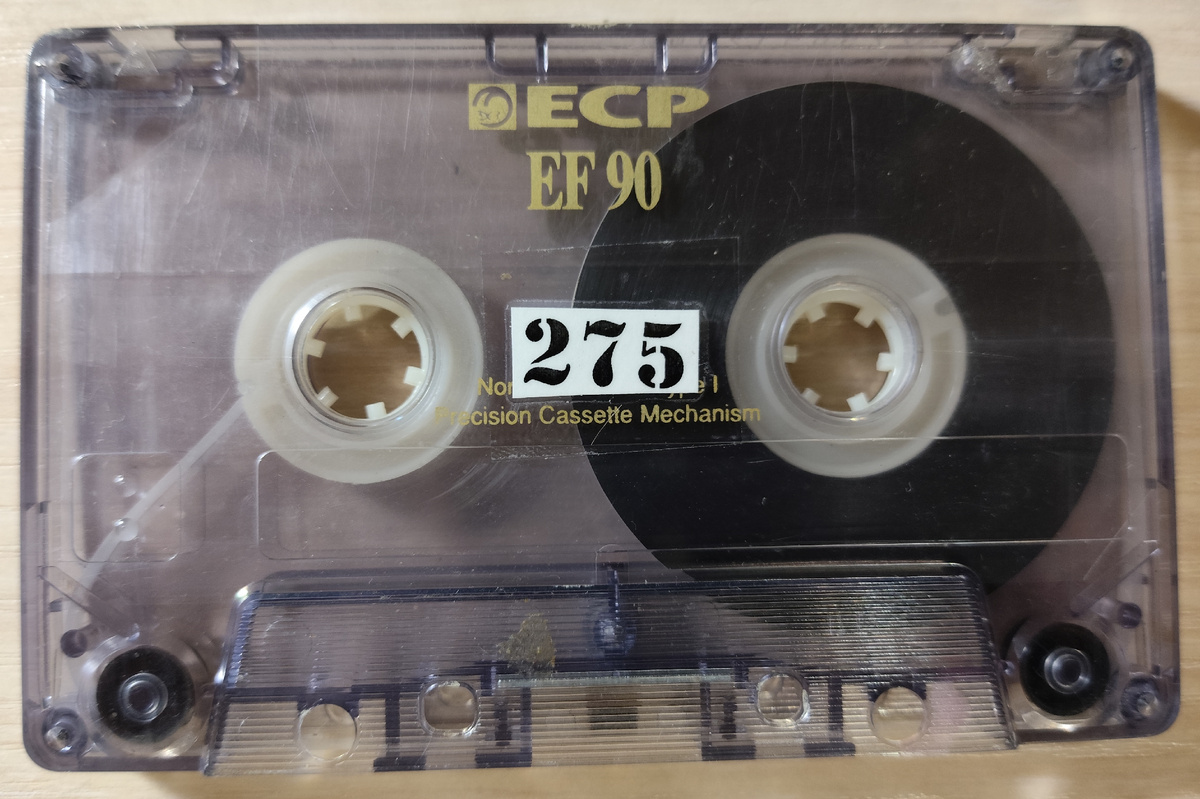 ECP
EF 90
275
Precision Cassette Mechanism